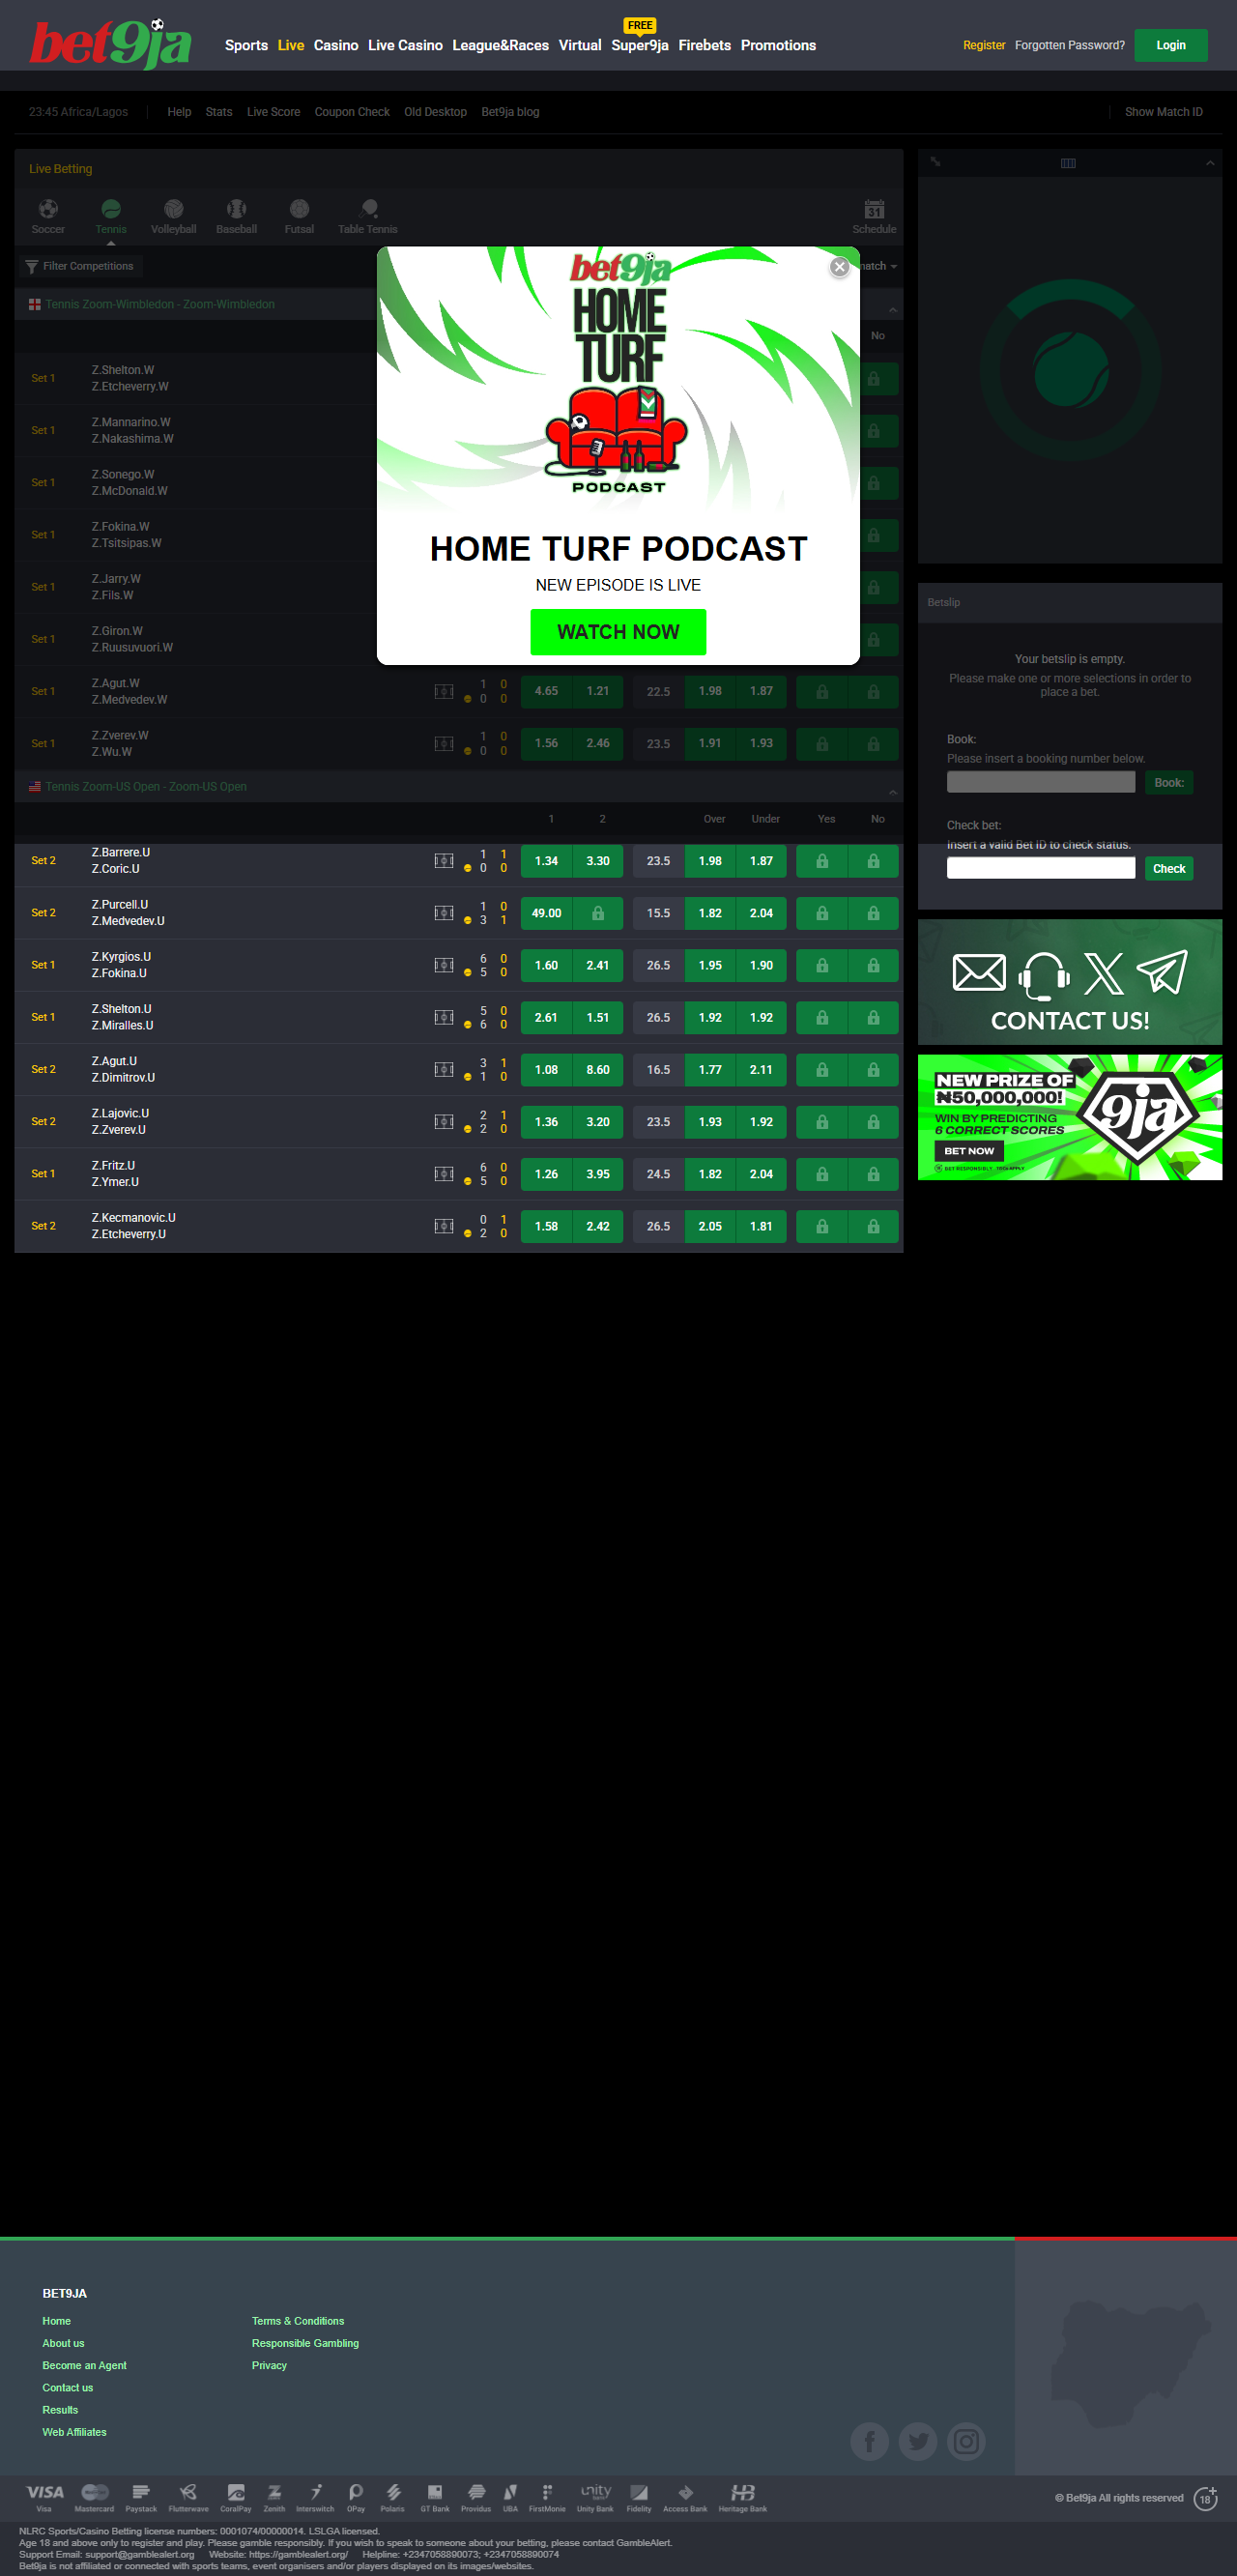 bet9ja
FREE
Sports Live Casino Live Casino League&Races Virtual Super9ja Firebets Promotions
Register Forgotten Password? Login
23:45 Africa/Lagos Help Stats Live Score Coupon Check Old Desktop Bet9ja blog Show Match ID
Live Betting
Soccer Tennis Volleyball Baseball Futsal Table Tennis 31 Schedule
Filter Competitions
match
Tennis Zoom-Wimbledon - Zoom-Wimbledon
No
Set 1 Z.Shelton.W
Z.Etcheverry.W
Set 1 Z.Mannarino.W
Z.Nakashima.W
Set 1 Z.Sonego.W
Z.McDonald.W
Set 1 Z.Fokina.W
Z.Tsitsipas.W
Set 1 Z.Jarry.W
Z.Fils.W
Set 1 Z.Giron.W
Z.Ruusuvuori.W
Set 1 Z.Agut.W 1 0 4.65 1.21 22.5 1.98 1.87
Z.Medvedev.W 0 0
Set 1 Z.Zverev.W 1 0 1.56 2.46 23.5 1.91 1.93
Z.Wu.W 0 0
bet9ja
HOME
TURF
PODCAST
HOME TURF PODCAST
NEW EPISODE IS LIVE
WATCH NOW
Tennis Zoom-US Open - Zoom-US Open
1 2 Over Under Yes No
Set 2 Z.Barrere.U 1 1 1.34 3.30 23.5 1.98 1.87
Z.Coric.U 0 0
Set 2 Z.Purcell.U 1 0 49.00 15.5 1.82 2.04
Z.Medvedev.U 3 1
Set 1 Z.Kyrgios.U 6 0 1.60 2.41 26.5 1.95 1.90
Z.Fokina.U 5 0
Set 1 Z.Shelton.U 5 0 2.61 1.51 26.5 1.92 1.92
Z.Miralles.U 6 0
Set 2 Z.Agut.U 3 1 1.08 8.60 16.5 1.77 2.11
Z.Dimitrov.U 1 0
Set 2 Z.Lajovic.U 2 1 1.36 3.20 23.5 1.93 1.92
Z.Zverev.U 2 0
Set 1 Z.Fritz.U 6 0 1.26 3.95 24.5 1.82 2.04
Z.Ymer.U 5 0
Set 2 Z.Kecmanovic.U 0 1 1.58 2.42 26.5 2.05 1.81
Z.Etcheverry.U 2 0
Betslip
Your betslip is empty.
Please make one or more selections in order to
place a bet.
Book:
Please insert a booking number below.
Book:
Check bet:
Insert a valid Bet ID to check status.
Check
CONTACT US!
NEW PRIZE OF
₦50,000,000!
WIN BY PREDICTING
6 CORRECT SCORES
BET NOW
BET RESPONSIBLY
9ja
BET9JA
Home Terms & Conditions
About us Responsible Gambling
Become an Agent Privacy
Contact us
Results
Web Affiliates
VISA unity HB
Visa Mastercard Paystack Flutterwave CoralPay Zenith Interswitch OPay Polaris GT Bank Providus UBA FirstMonie Unity Bank Fidelity Access Bank Heritage Bank
© Bet9ja All rights reserved 18+
NLRC Sports/Casino Betting license numbers: 0001074/00000014. LSLGA licensed.
Age 18 and above only to register and play. Please gamble responsibly. If you wish to speak to someone about your betting, please contact GambleAlert.
Support Email: support@gamblealert.org Website: https://gamblealert.org/ Helpline: +2347058890073; +2347058890074
Bet9ja is not affiliated or connected with sports teams, event organisers and/or players displayed on its images/websites.